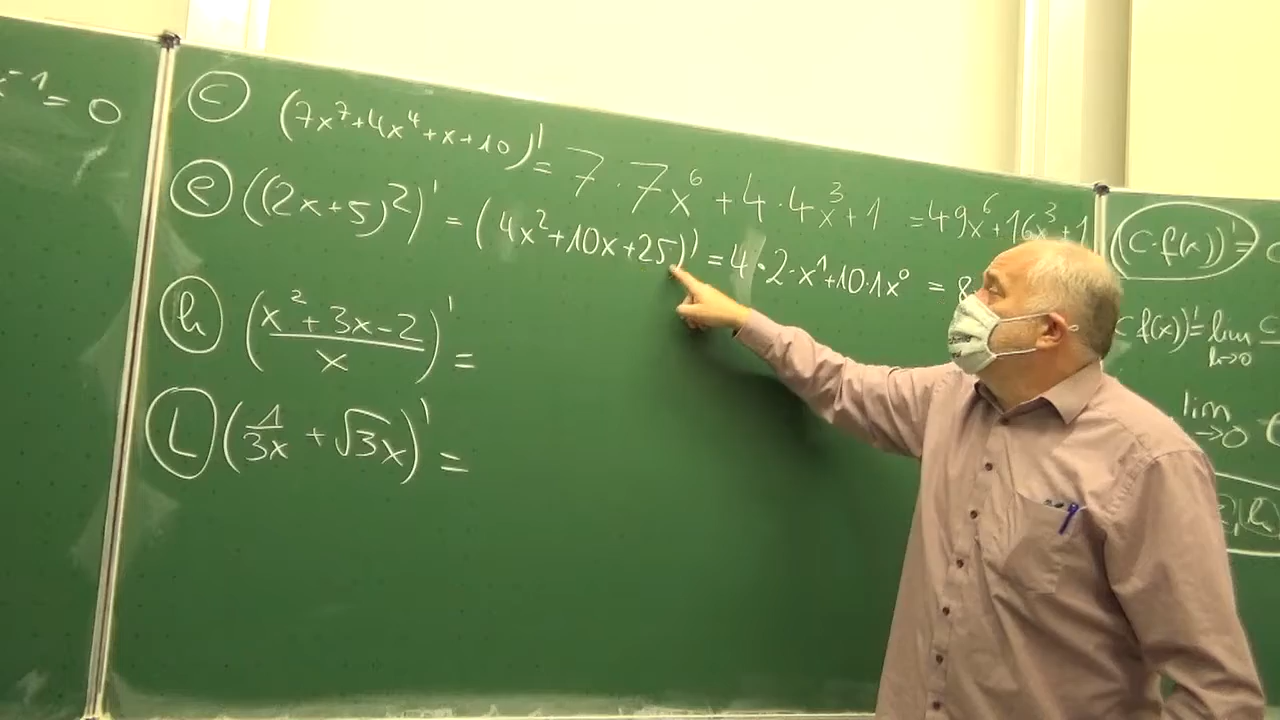 x⁻¹ = 0
c (7x⁷+4x⁴+x+10)' = 7·7x⁶+4·4x³+1 = 49x⁶+16x³+1
e ((2x+5)²)' = (4x²+10x+25)' = 4·2·x¹+10·1x⁰ = 8
h ((x²+3x-2)/x)' =
L (1/3x + √3x)' =
(C·f(x))' =
C f(x))' = lim h→0
lim →0